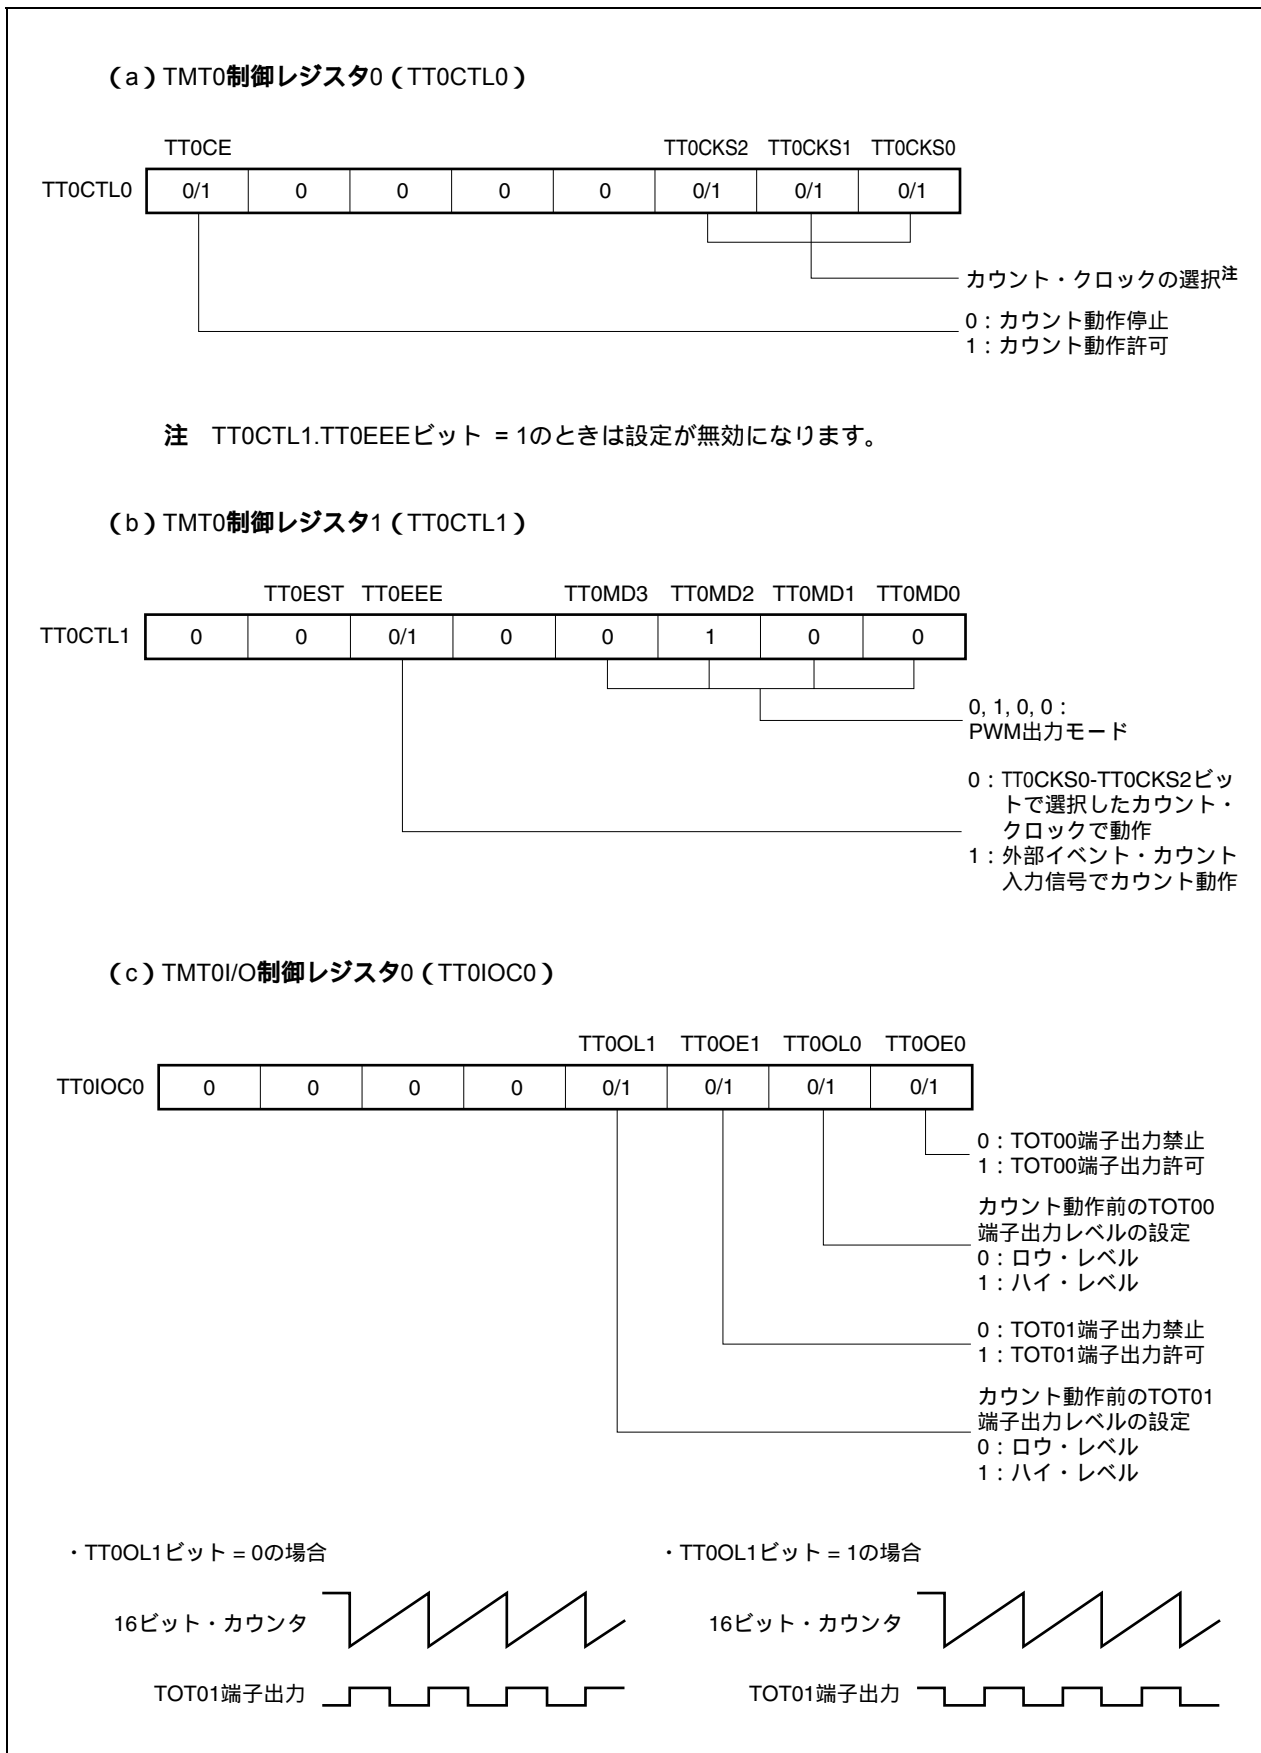 （a）TMT0制御レジスタ0（TT0CTL0）
TT0CE TT0CKS2 TT0CKS1 TT0CKS0
TT0CTL0 0/1 0 0 0 0 0/1 0/1 0/1
カウント・クロックの選択注
0：カウント動作停止
1：カウント動作許可
注 TT0CTL1.TT0EEEビット = 1のときは設定が無効になります。
（b）TMT0制御レジスタ1（TT0CTL1）
TT0EST TT0EEE TT0MD3 TT0MD2 TT0MD1 TT0MD0
TT0CTL1 0 0 0/1 0 0 1 0 0
0, 1, 0, 0：
PWM出力モード
0：TT0CKS0-TT0CKS2ビッ
トで選択したカウント・
クロックで動作
1：外部イベント・カウント
入力信号でカウント動作
（c）TMT0I/O制御レジスタ0（TT0IOC0）
TT0OL1 TT0OE1 TT0OL0 TT0OE0
TT0IOC0 0 0 0 0 0/1 0/1 0/1 0/1
0：TOT00端子出力禁止
1：TOT00端子出力許可
カウント動作前のTOT00
端子出力レベルの設定
0：ロウ・レベル
1：ハイ・レベル
0：TOT01端子出力禁止
1：TOT01端子出力許可
カウント動作前のTOT01
端子出力レベルの設定
0：ロウ・レベル
1：ハイ・レベル
・TT0OL1ビット = 0の場合
16ビット・カウンタ
TOT01端子出力
・TT0OL1ビット = 1の場合
16ビット・カウンタ
TOT01端子出力